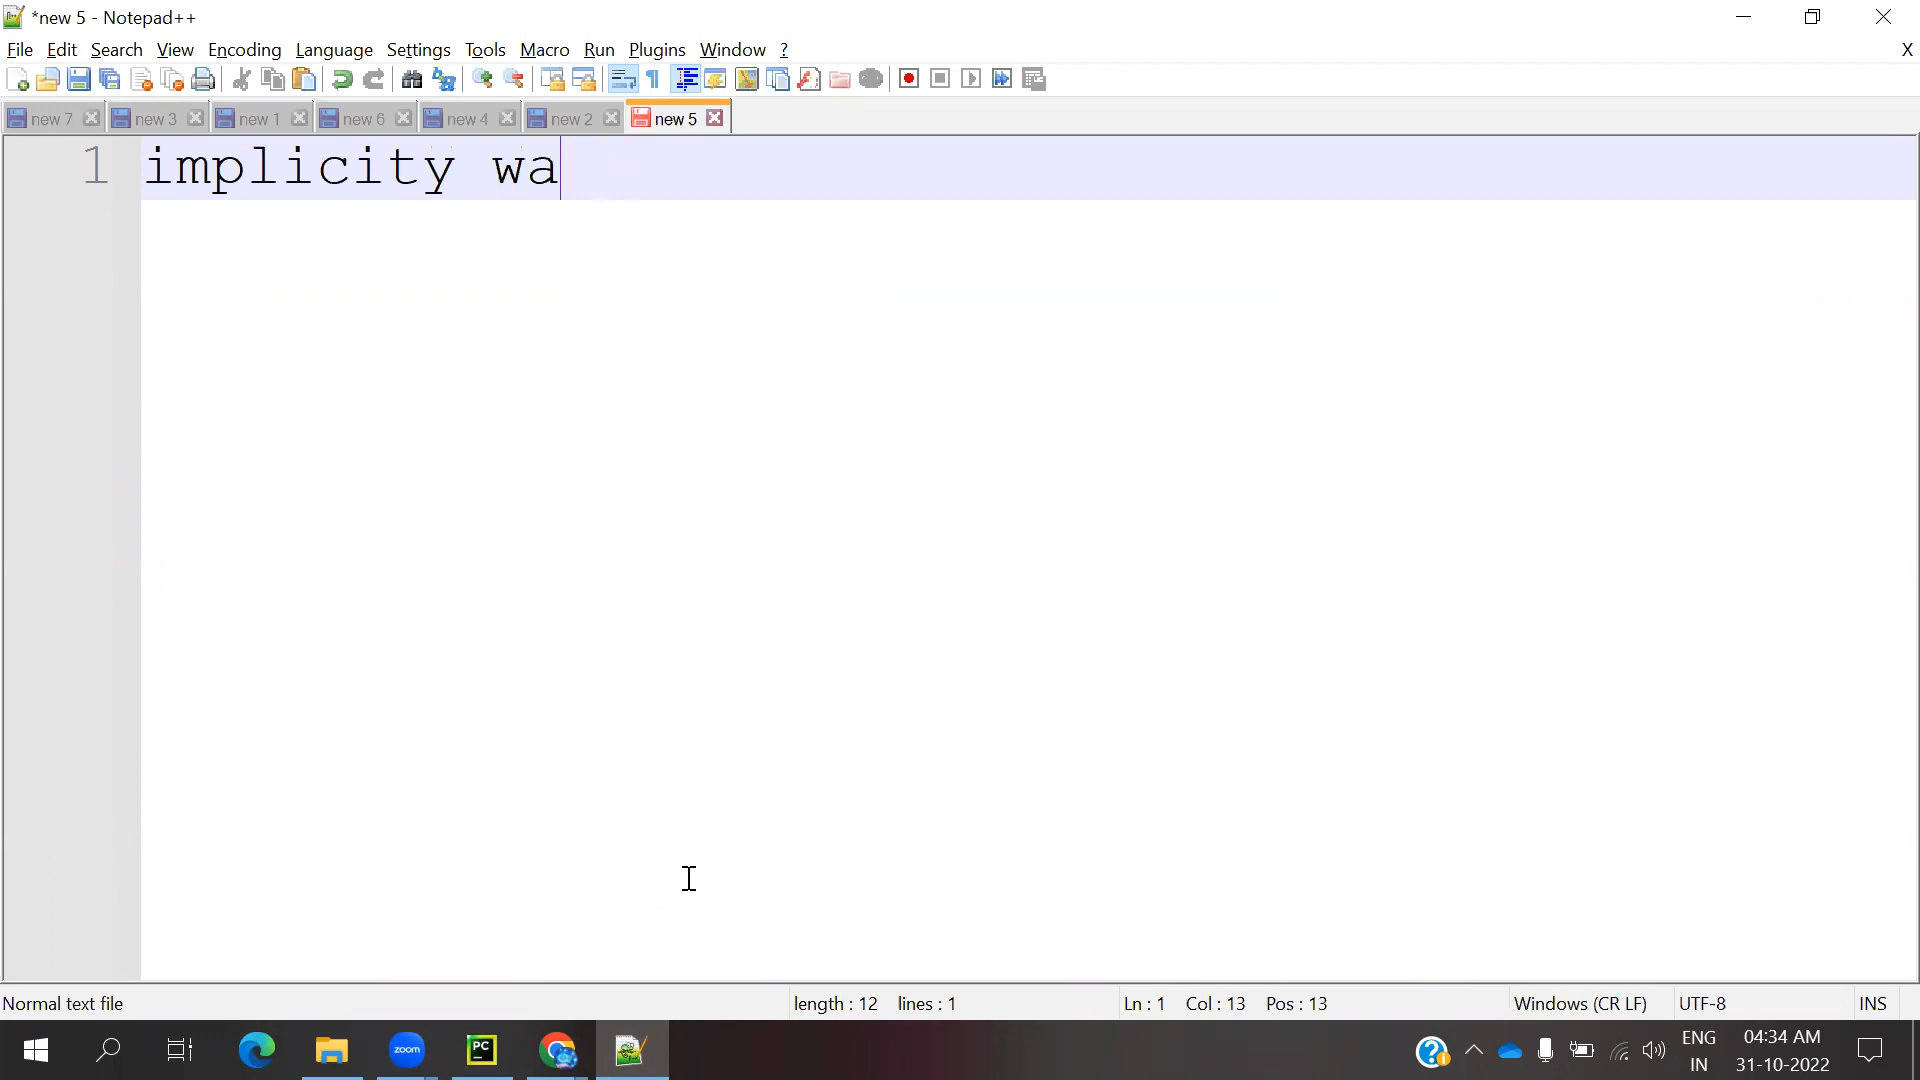 *new 5 - Notepad++
File Edit Search View Encoding Language Settings Tools Macro Run Plugins Window ? X
new 7 new 3 new 1 new 6 new 4 new 2 new 5
1 implicity wa
Normal text file length : 12 lines : 1 Ln : 1 Col : 13 Pos : 13 Windows (CR LF) UTF-8 INS
zoom PC ENG 04:34 AM
IN 31-10-2022